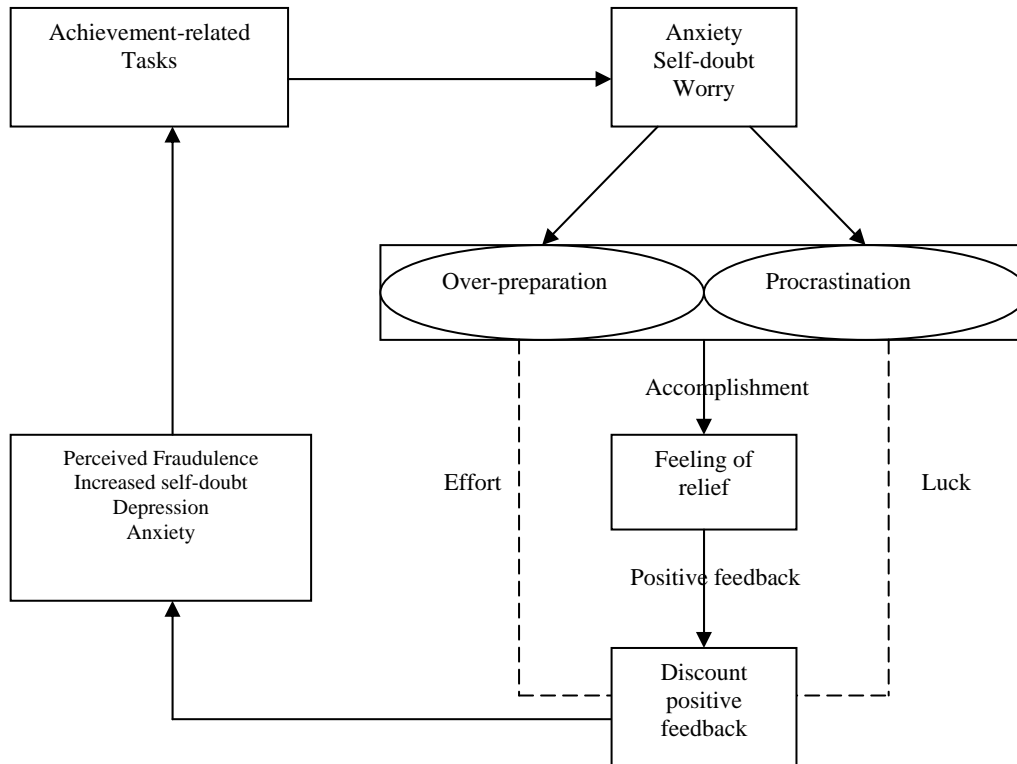 Achievement-related
Tasks
Anxiety
Self-doubt
Worry
Over-preparation
Procrastination
Accomplishment
Effort
Feeling of
relief
Luck
Positive feedback
Discount
positive
feedback
Perceived Fraudulence
Increased self-doubt
Depression
Anxiety